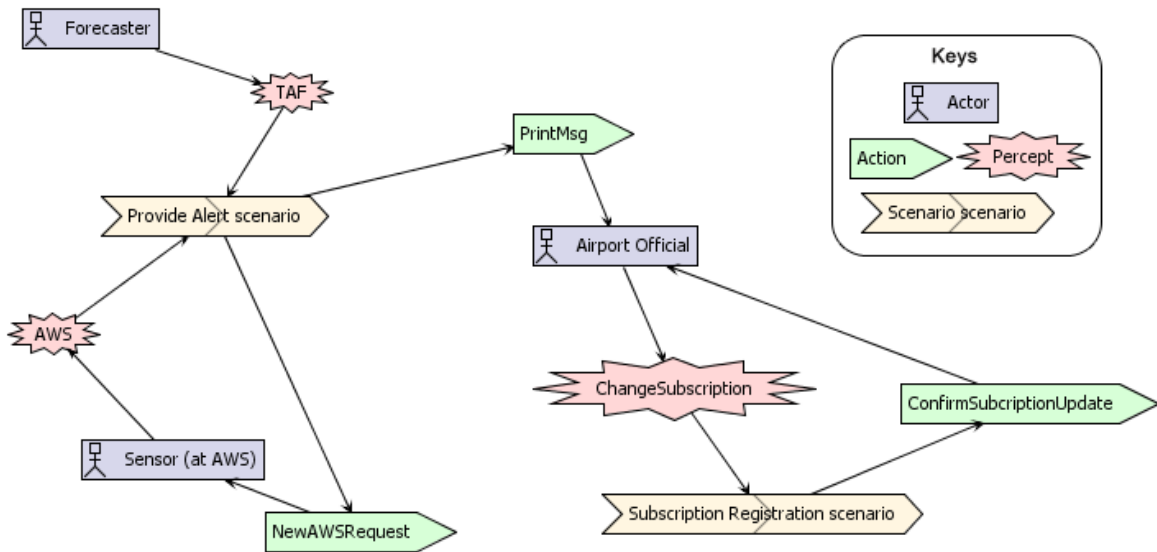 Forecaster
Keys
TAF
Actor
PrintMsg
Action
Percept
Provide Alert scenario
Scenario scenario
Airport Official
AWS
ChangeSubscription
ConfirmSubcriptionUpdate
Sensor (at AWS)
Subscription Registration scenario
NewAWSRequest